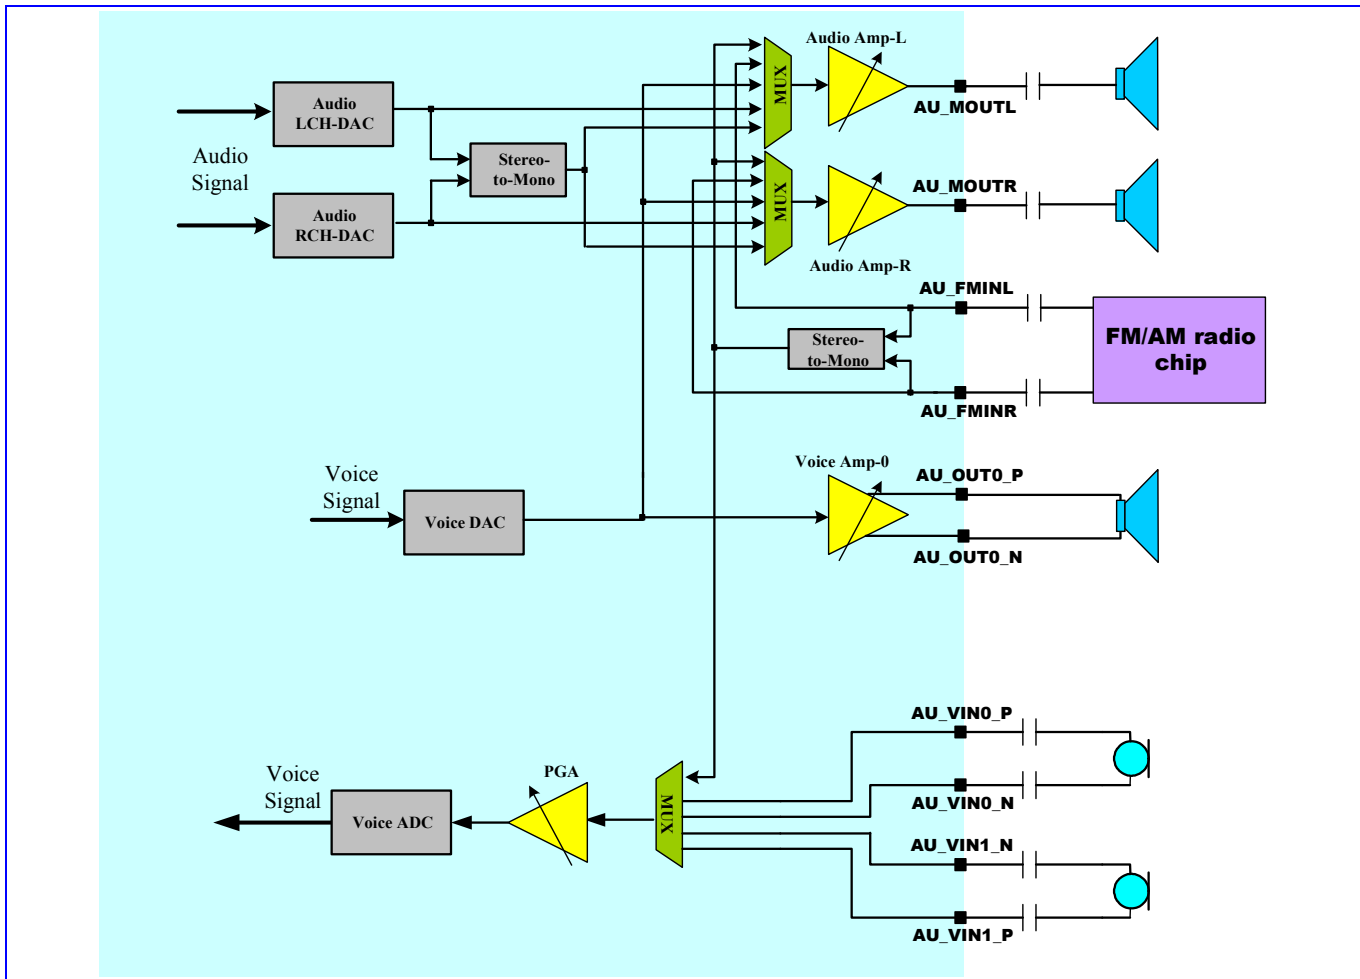 Audio Amp-L
MUX
AU_MOUTL
Audio
LCH-DAC
Audio
Signal
Stereo-
to-Mono
Audio
RCH-DAC
MUX
AU_MOUTR
Audio Amp-R
AU_FMINL
Stereo-
to-Mono
FM/AM radio
chip
AU_FMINR
Voice
Signal
Voice DAC
Voice Amp-0
AU_OUT0_P
AU_OUT0_N
AU_VIN0_P
Voice
Signal
PGA
MUX
AU_VIN0_N
Voice ADC
AU_VIN1_N
AU_VIN1_P